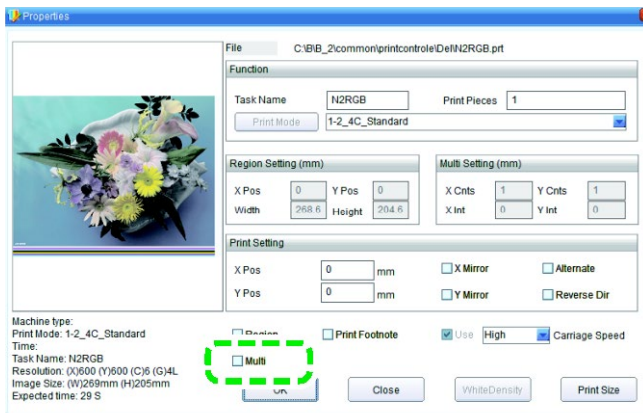 Properties
File C:\B\B_2\common\printcontrole\Del\N2RGB.prt
Function
Task Name N2RGB Print Pieces 1
Print Mode 1-2_4C_Standard
Region Setting (mm) Multi Setting (mm)
X Pos 0 Y Pos 0 X Cnts 1 Y Cnts 1
Width 268.6 Height 204.6 X Int 0 Y Int 0
Print Setting
X Pos 0 mm X Mirror Alternate
Y Pos 0 mm Y Mirror Reverse Dir
Machine type:
Print Mode: 1-2_4C_Standard
Time:
Task Name: N2RGB
Resolution: (X)600 (Y)600 (C)6 (G)4L
Image Size: (W)269mm (H)205mm
Expected time: 29 S
Region Print Footnote Use High Carriage Speed
Multi
OK Close WhiteDensity Print Size